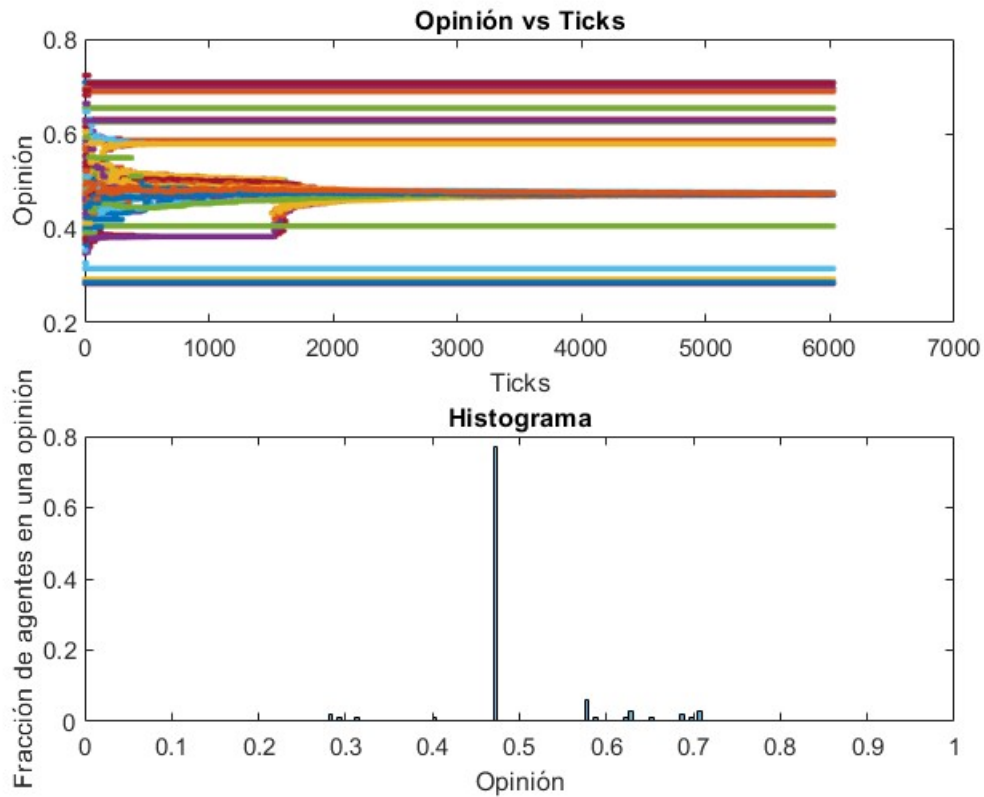 Opinión vs Ticks
Opinión
0.8
0.6
0.4
0.2
0 1000 2000 3000 4000 5000 6000 7000
Ticks
Histograma
Fracción de agentes en una opinión
0.8
0.6
0.4
0.2
0
0 0.1 0.2 0.3 0.4 0.5 0.6 0.7 0.8 0.9 1
Opinión